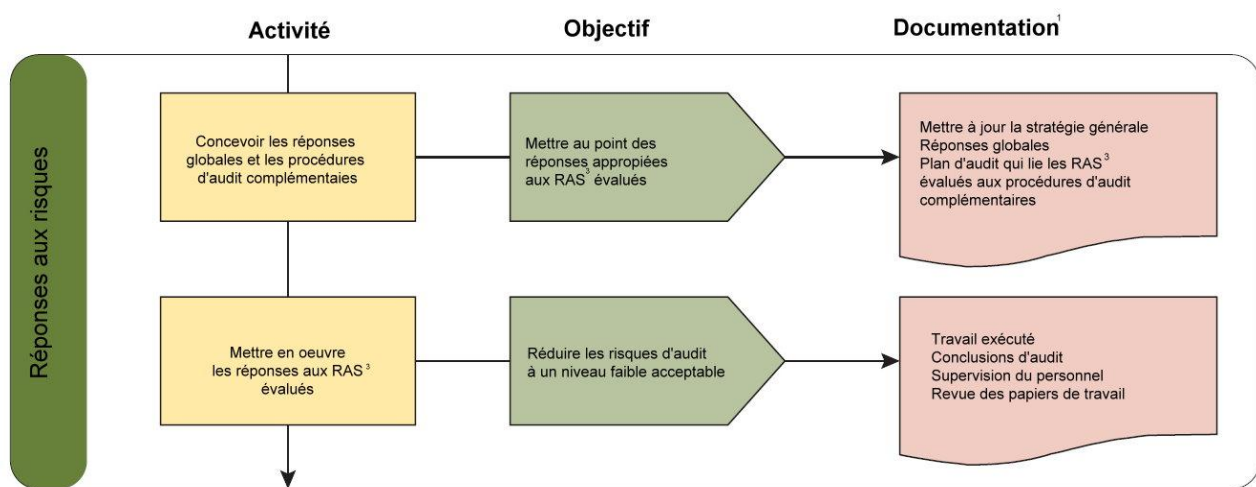 Activité
Objectif
Documentation¹
Réponses aux risques
Concevoir les réponses
globales et les procédures
d'audit complémentaies
Mettre au point des
réponses appropiées
aux RAS³ évalués
Mettre à jour la stratégie générale
Réponses globales
Plan d'audit qui lie les RAS³
évalués aux procédures d'audit
complémentaires
Mettre en oeuvre
les réponses aux RAS³
évalués
Réduire les risques d'audit
à un niveau faible acceptable
Travail exécuté
Conclusions d'audit
Supervision du personnel
Revue des papiers de travail